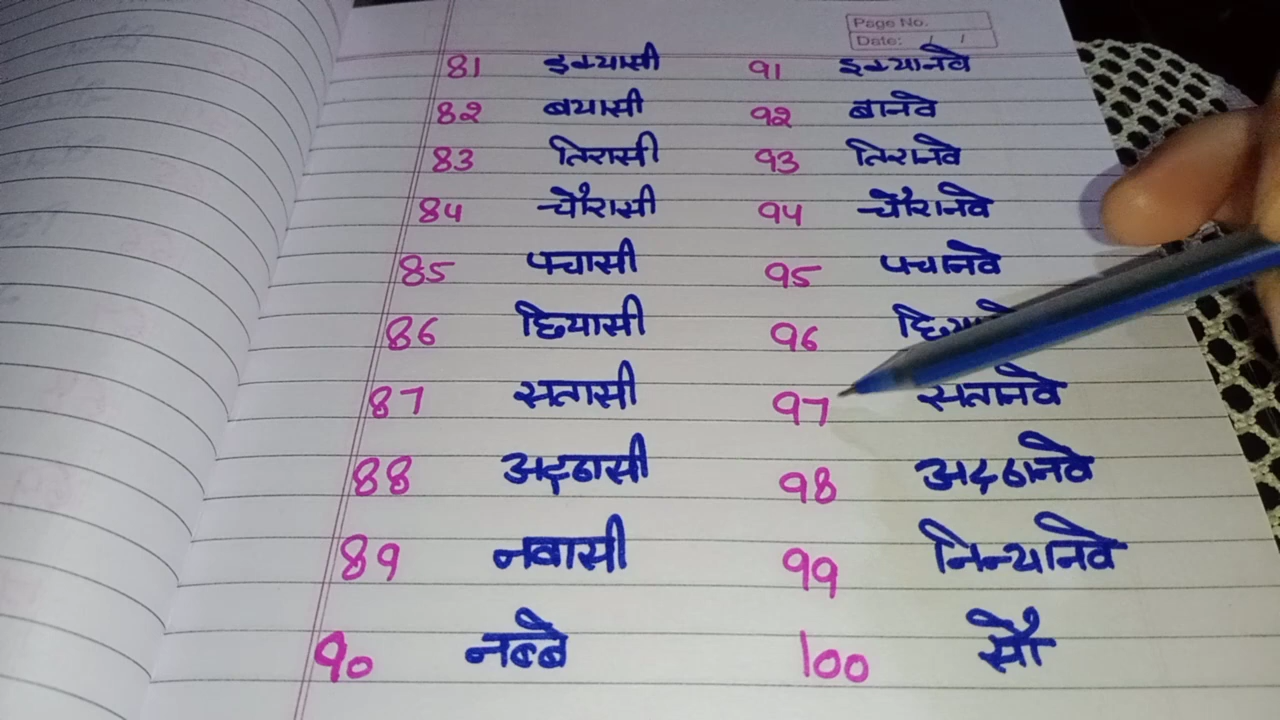 Page No.
Date: / /
81 इक्यासी 91 इक्यानवे
82 बयासी 92 बानवे
83 तिरासी 93 तिरानवे
84 चौरासी 94 चौरानवे
85 पचासी 95 पचानवे
86 छियासी 96
87 सतासी 97 सतानवे
88 अठ्ठासी 98 अठ्ठानवे
89 नवासी 99 निन्यानवे
90 नब्बे 100 सौ